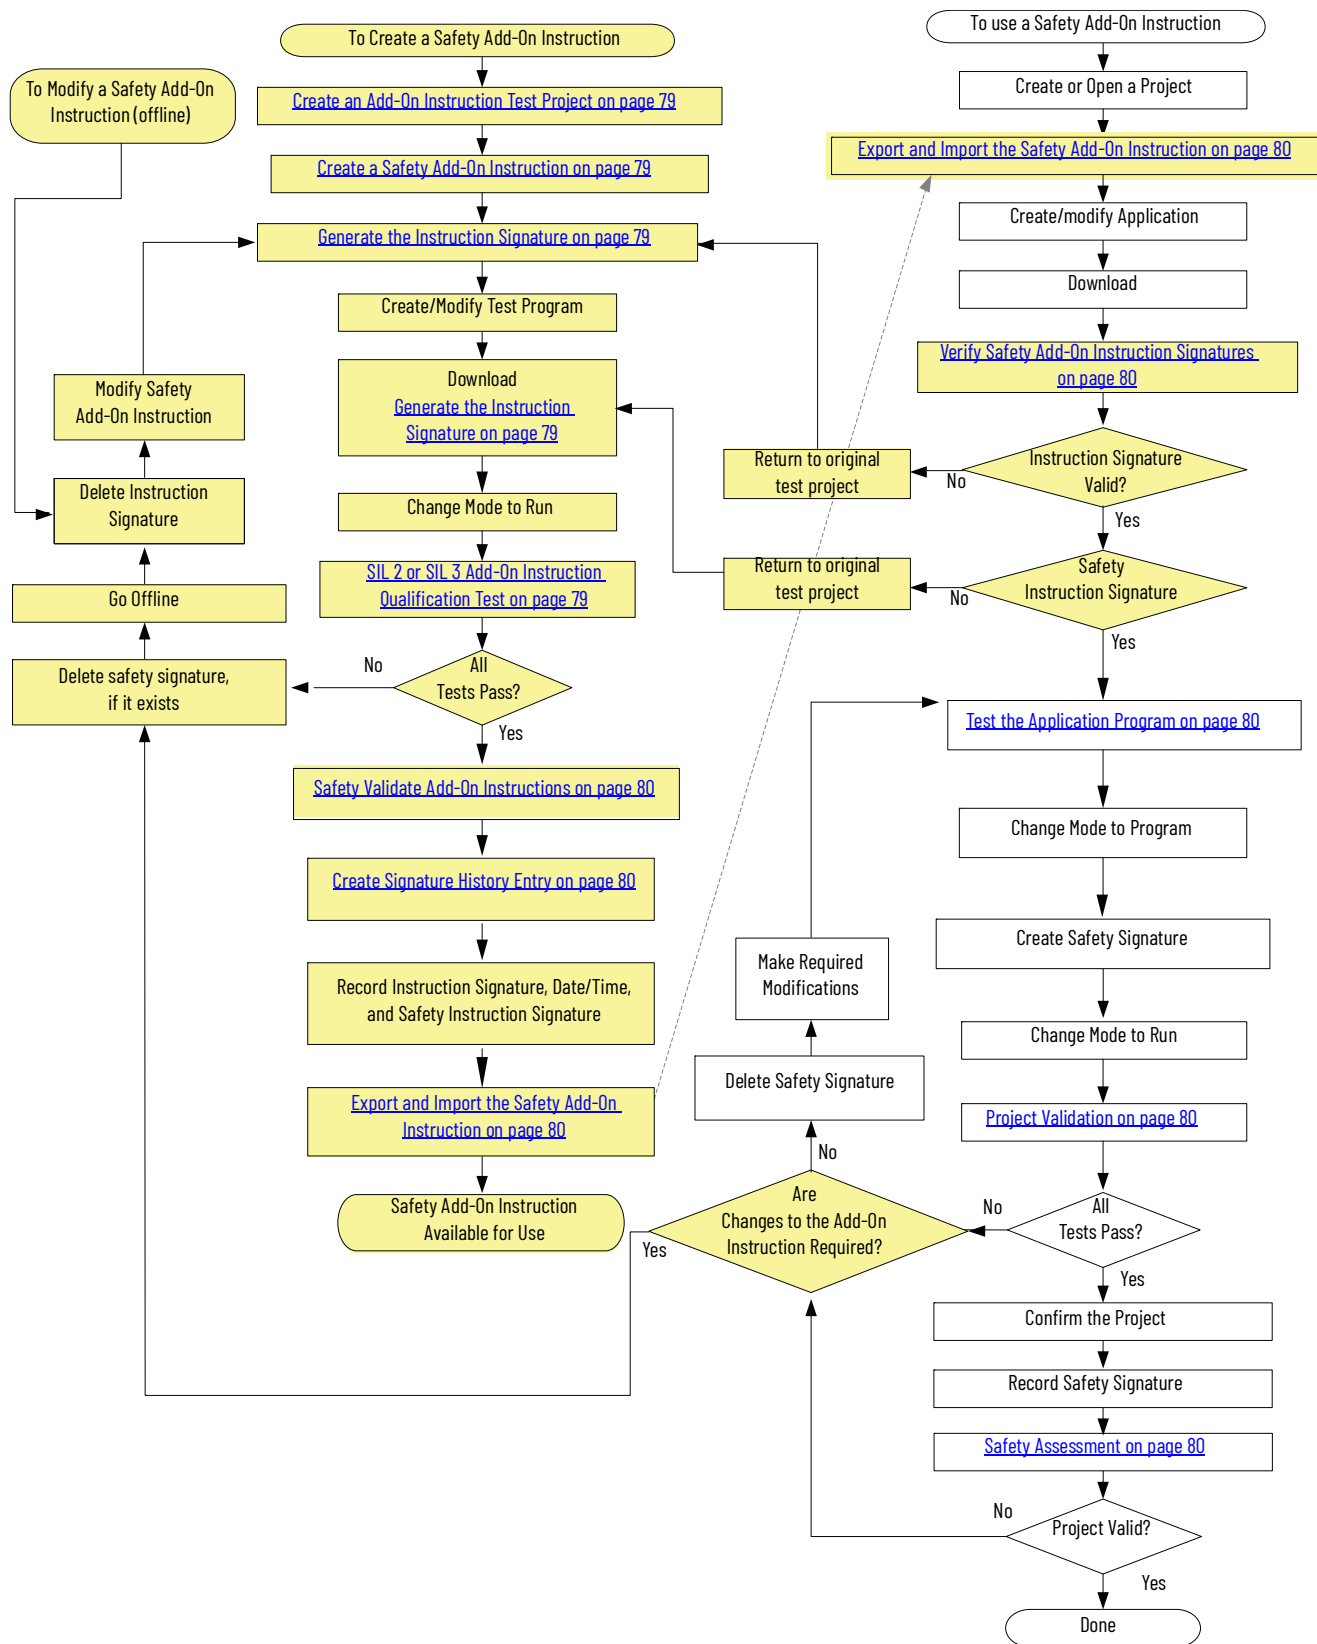 To Modify a Safety Add-On
Instruction (offline)
Modify Safety
Add-On Instruction
Delete Instruction
Signature
Go Offline
Delete safety signature,
if it exists
To Create a Safety Add-On Instruction
Create an Add-On Instruction Test Project on page 79
Create a Safety Add-On Instruction on page 79
Generate the Instruction Signature on page 79
Create/Modify Test Program
Download
Generate the Instruction
Signature on page 79
Change Mode to Run
SIL 2 or SIL 3 Add-On Instruction
Qualification Test on page 79
All
Tests Pass?
No
Yes
Safety Validate Add-On Instructions on page 80
Create Signature History Entry on page 80
Record Instruction Signature, Date/Time,
and Safety Instruction Signature
Export and Import the Safety Add-On
Instruction on page 80
Safety Add-On Instruction
Available for Use
To use a Safety Add-On Instruction
Create or Open a Project
Export and Import the Safety Add-On Instruction on page 80
Create/modify Application
Download
Verify Safety Add-On Instruction Signatures
on page 80
Instruction Signature
Valid?
No
Yes
Return to original
test project
Safety
Instruction Signature
No
Yes
Return to original
test project
Test the Application Program on page 80
Change Mode to Program
Create Safety Signature
Change Mode to Run
Project Validation on page 80
All
Tests Pass?
No
Yes
Make Required
Modifications
Delete Safety Signature
No
Are
Changes to the Add-On
Instruction Required?
Yes
Confirm the Project
Record Safety Signature
Safety Assessment on page 80
Project Valid?
No
Yes
Done